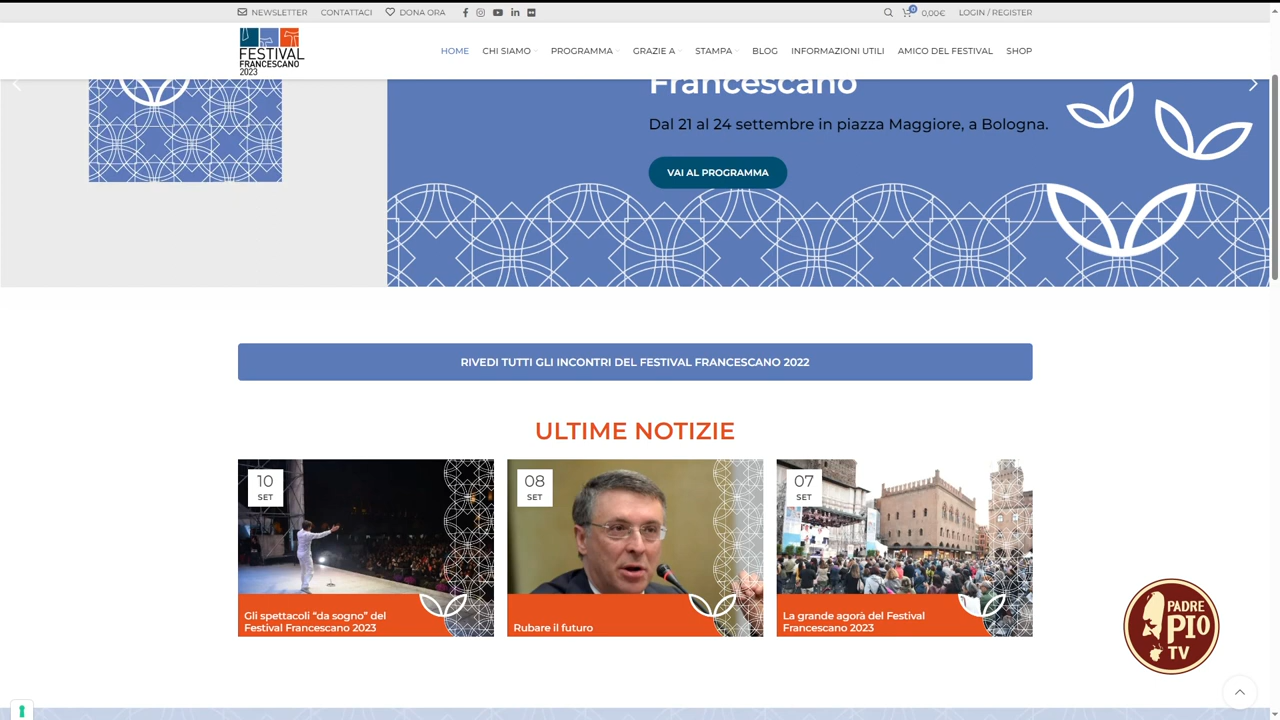 NEWSLETTER CONTATTACI DONA ORA 0 0,00€ LOGIN / REGISTER
FESTIVAL
FRANCESCANO
2023
HOME CHI SIAMO PROGRAMMA GRAZIE A STAMPA BLOG INFORMAZIONI UTILI AMICO DEL FESTIVAL SHOP
Francescano
Dal 21 al 24 settembre in piazza Maggiore, a Bologna.
VAI AL PROGRAMMA
RIVEDI TUTTI GLI INCONTRI DEL FESTIVAL FRANCESCANO 2022
ULTIME NOTIZIE
10
SET
Gli spettacoli “da sogno” del
Festival Francescano 2023
08
SET
Rubare il futuro
07
SET
La grande agorà del Festival
Francescano 2023
PADRE
PIO
TV